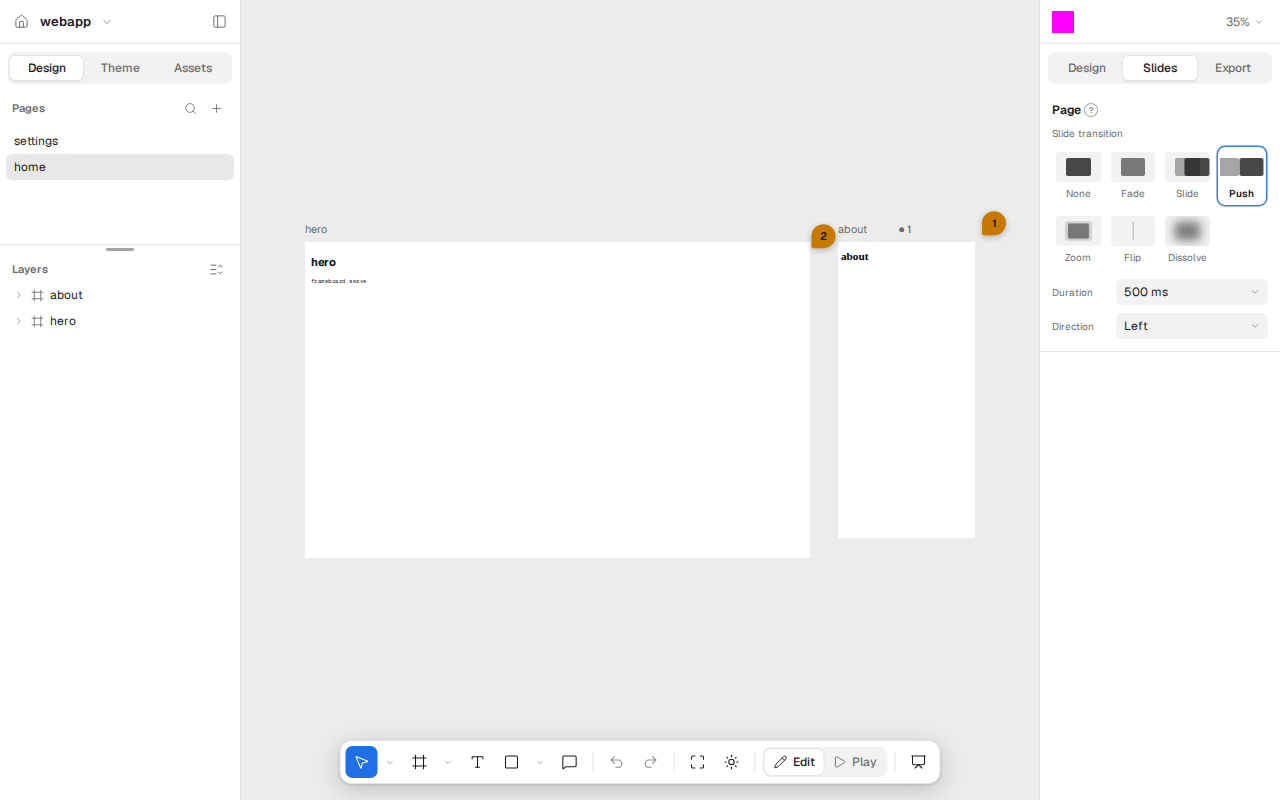 webapp
35%
Design
Theme
Assets
Design
Slides
Export
Pages
Page ?
Slide transition
settings
home
None
Fade
Slide
Push
hero
2
about
1
1
hero
frameboard serve
about
Zoom
Flip
Dissolve
Layers
Duration
500 ms
about
hero
Direction
Left
Edit
Play